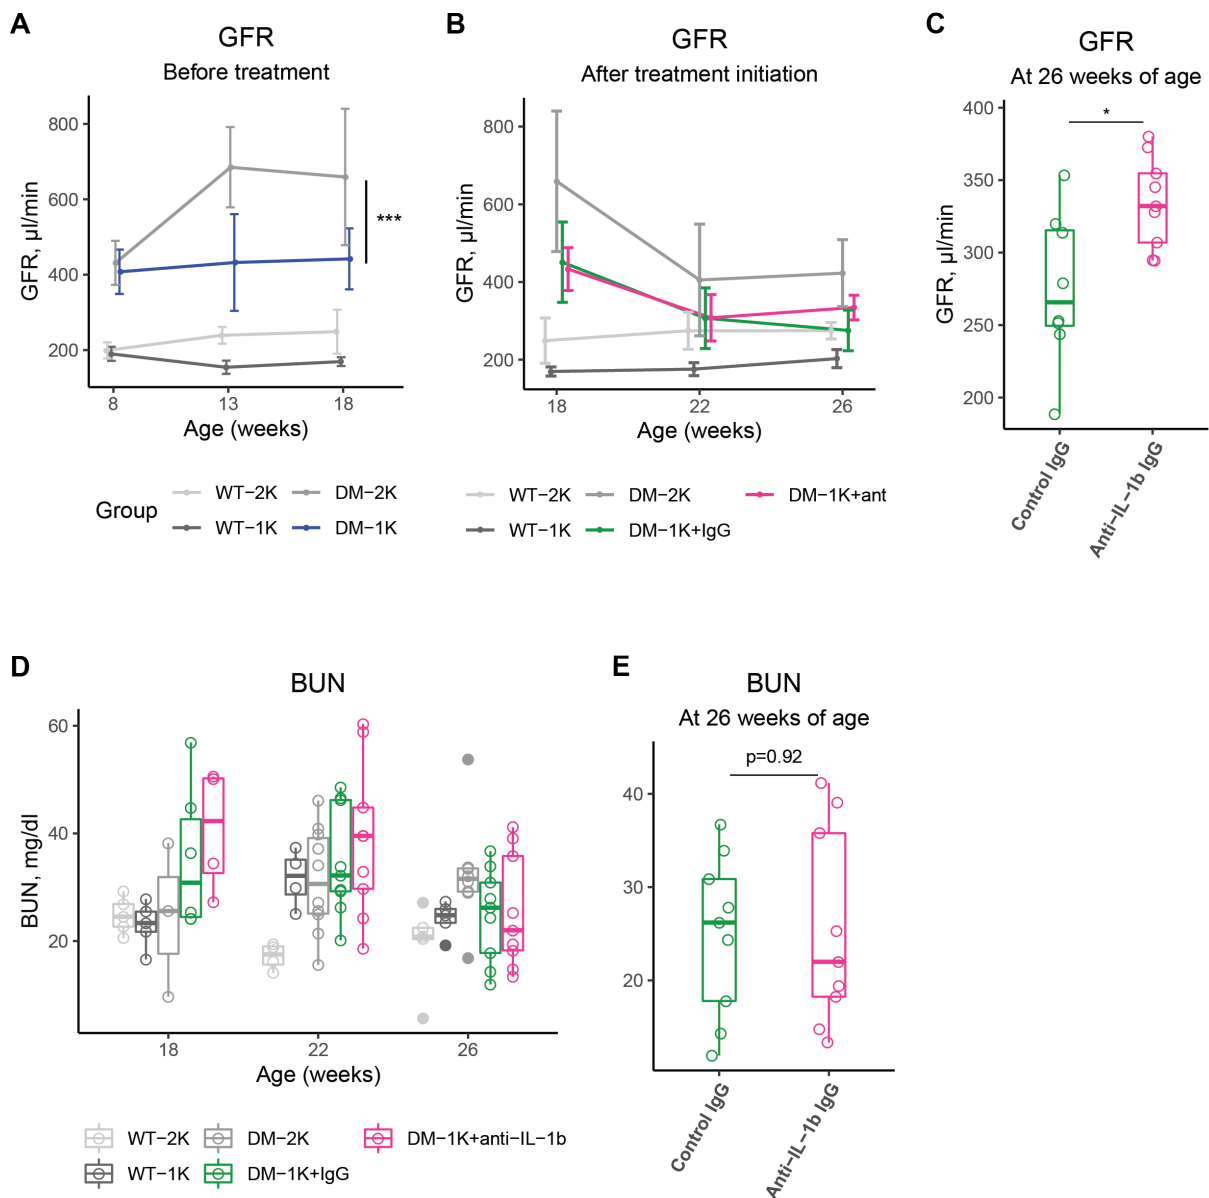 A
GFR
Before treatment
GFR, µl/min
800
600
400
200
***
8
13
18
Age (weeks)
Group
WT−2K
DM−2K
WT−1K
DM−1K
B
GFR
After treatment initiation
GFR, µl/min
800
600
400
200
18
22
26
Age (weeks)
WT−2K
DM−2K
DM−1K+ant
WT−1K
DM−1K+IgG
C
GFR
At 26 weeks of age
GFR, µl/min
400
350
300
250
200
*
Control IgG
Anti−IL−1b IgG
D
BUN
BUN, mg/dl
60
40
20
18
22
26
Age (weeks)
WT−2K
DM−2K
DM−1K+anti−IL−1b
WT−1K
DM−1K+IgG
E
BUN
At 26 weeks of age
p=0.92
40
30
20
Control IgG
Anti−IL−1b IgG